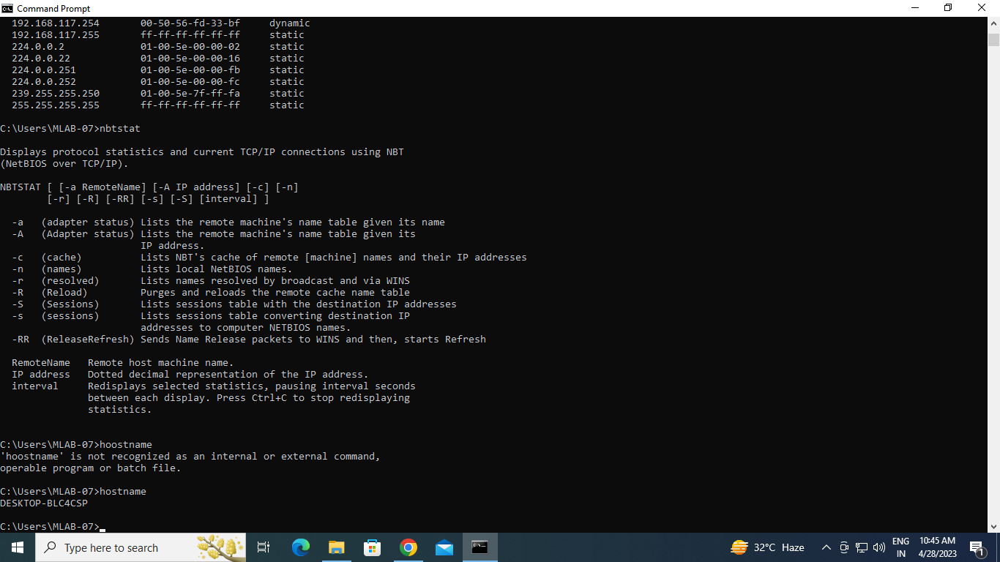 Command Prompt
192.168.117.254 00-50-56-fd-33-bf dynamic
192.168.117.255 ff-ff-ff-ff-ff-ff static
224.0.0.2 01-00-5e-00-00-02 static
224.0.0.22 01-00-5e-00-00-16 static
224.0.0.251 01-00-5e-00-00-fb static
224.0.0.252 01-00-5e-00-00-fc static
239.255.255.250 01-00-5e-7f-ff-fa static
255.255.255.255 ff-ff-ff-ff-ff-ff static
C:\Users\MLAB-07>nbtstat
Displays protocol statistics and current TCP/IP connections using NBT
(NetBIOS over TCP/IP).
NBTSTAT [ [-a RemoteName] [-A IP address] [-c] [-n]
[-r] [-R] [-RR] [-s] [-S] [interval] ]
-a (adapter status) Lists the remote machine's name table given its name
-A (Adapter status) Lists the remote machine's name table given its
IP address.
-c (cache) Lists NBT's cache of remote [machine] names and their IP addresses
-n (names) Lists local NetBIOS names.
-r (resolved) Lists names resolved by broadcast and via WINS
-R (Reload) Purges and reloads the remote cache name table
-S (Sessions) Lists sessions table with the destination IP addresses
-s (sessions) Lists sessions table converting destination IP
addresses to computer NETBIOS names.
-RR (ReleaseRefresh) Sends Name Release packets to WINS and then, starts Refresh
RemoteName Remote host machine name.
IP address Dotted decimal representation of the IP address.
interval Redisplays selected statistics, pausing interval seconds
between each display. Press Ctrl+C to stop redisplaying
statistics.
C:\Users\MLAB-07>hoostname
'hoostname' is not recognized as an internal or external command,
operable program or batch file.
C:\Users\MLAB-07>hostname
DESKTOP-BLC4CSP
C:\Users\MLAB-07>
Type here to search
32°C Haze
ENG
IN
10:45 AM
4/28/2023
1